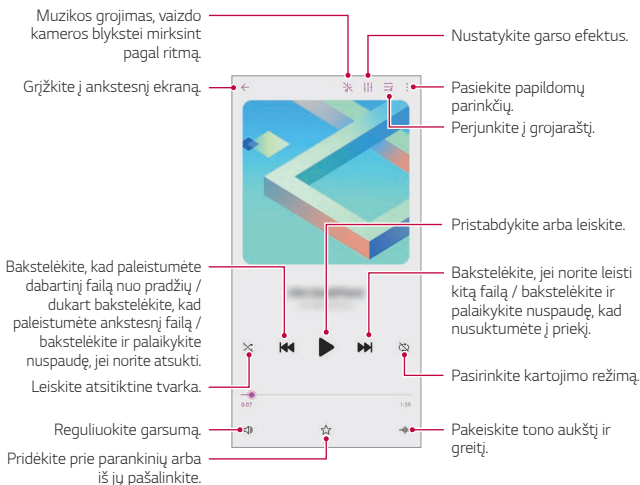 Muzikos grojimas, vaizdo
kameros blykstei mirksint
pagal ritmą.
Grįžkite į ankstesnį ekraną.
Nustatykite garso efektus.
Pasiekite papildomų
parinkčių.
Perjunkite į grojaraštį.
Pristabdykite arba leiskite.
Bakstelėkite, kad paleistumėte
dabartinį failą nuo pradžių /
dukart bakstelėkite, kad
paleistumėte ankstesnį failą /
bakstelėkite ir palaikykite
nuspaudę, jei norite atsukti.
Bakstelėkite, jei norite leisti
kitą failą / bakstelėkite ir
palaikykite nuspaudę, kad
nusuktumėte į priekį.
Leiskite atsitiktine tvarka.
Pasirinkite kartojimo režimą.
0:07
1:59
Reguliuokite garsumą.
Pakeiskite tono aukštį ir
greitį.
Pridėkite prie parankinių arba
iš jų pašalinkite.